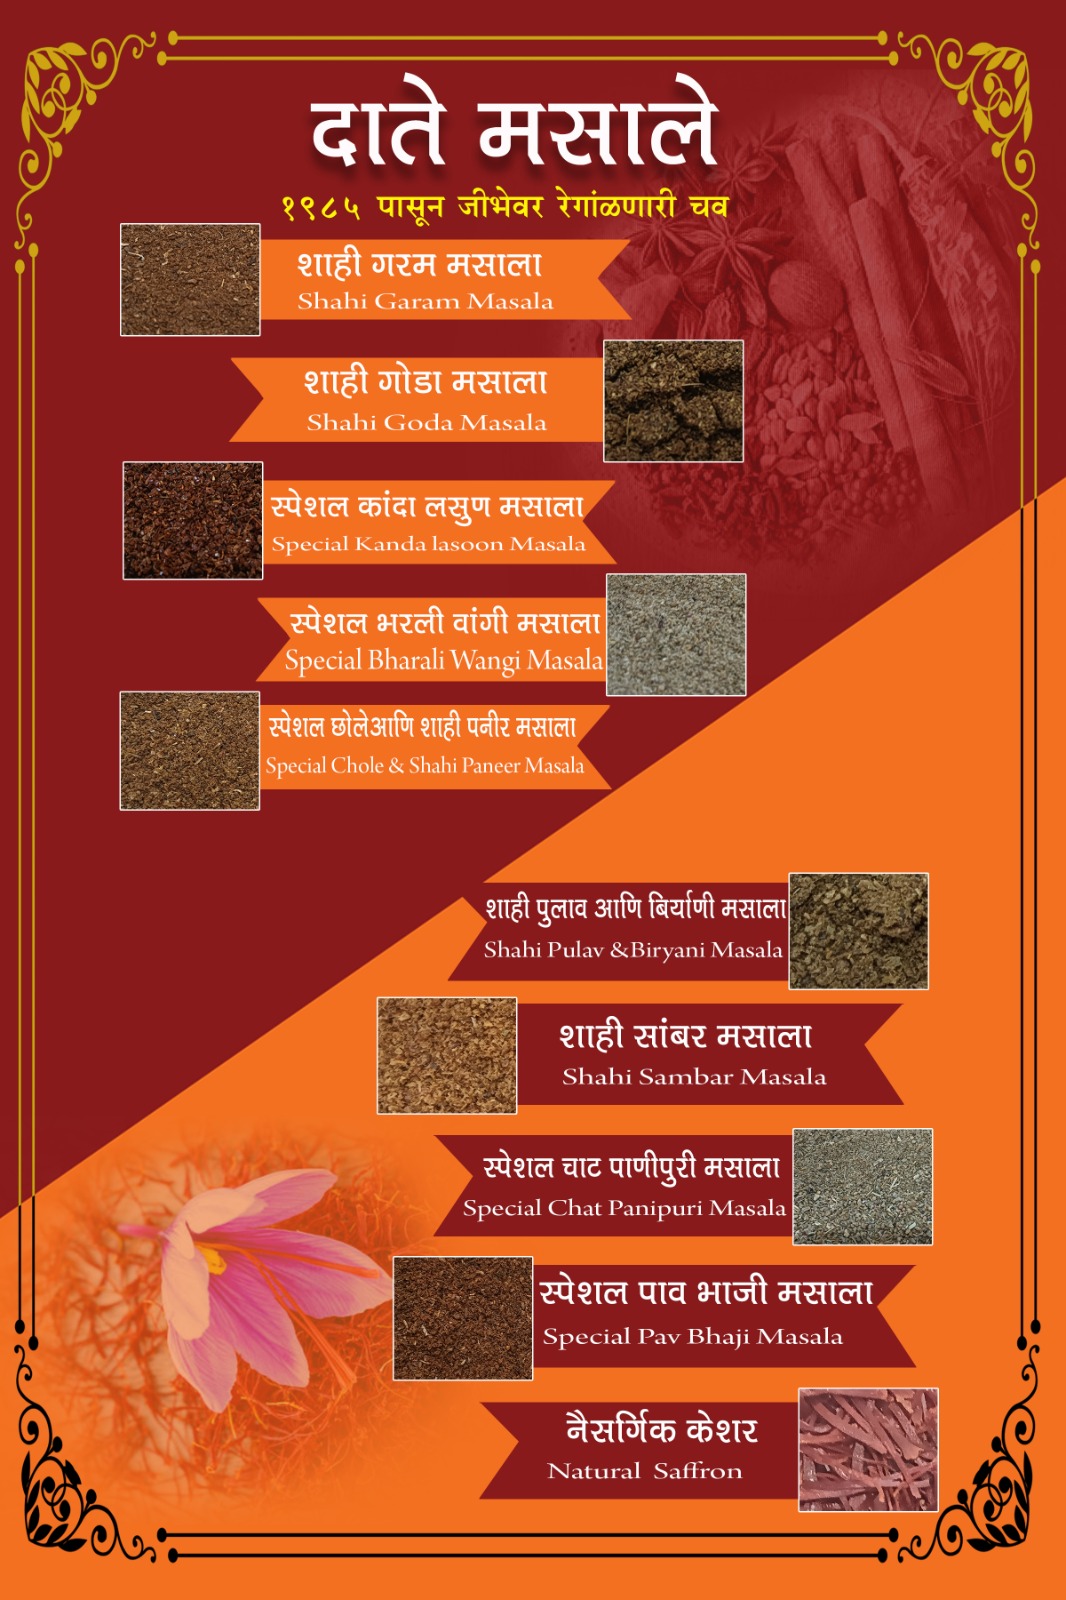 दाते मसाले
१९८५ पासून जीभेवर रेगांळणारी चव
शाही गरम मसाला
Shahi Garam Masala
शाही गोडा मसाला
Shahi Goda Masala
स्पेशल कांदा लसुण मसाला
Special Kanda lasoon Masala
स्पेशल भरली वांगी मसाला
Special Bharali Wangi Masala
स्पेशल छोलेआणि शाही पनीर मसाला
Special Chole & Shahi Paneer Masala
शाही पुलाव आणि बिर्याणी मसाला
Shahi Pulav &Biryani Masala
शाही सांबर मसाला
Shahi Sambar Masala
स्पेशल चाट पाणीपुरी मसाला
Special Chat Panipuri Masala
स्पेशल पाव भाजी मसाला
Special Pav Bhaji Masala
नैसर्गिक केशर
Natural Saffron